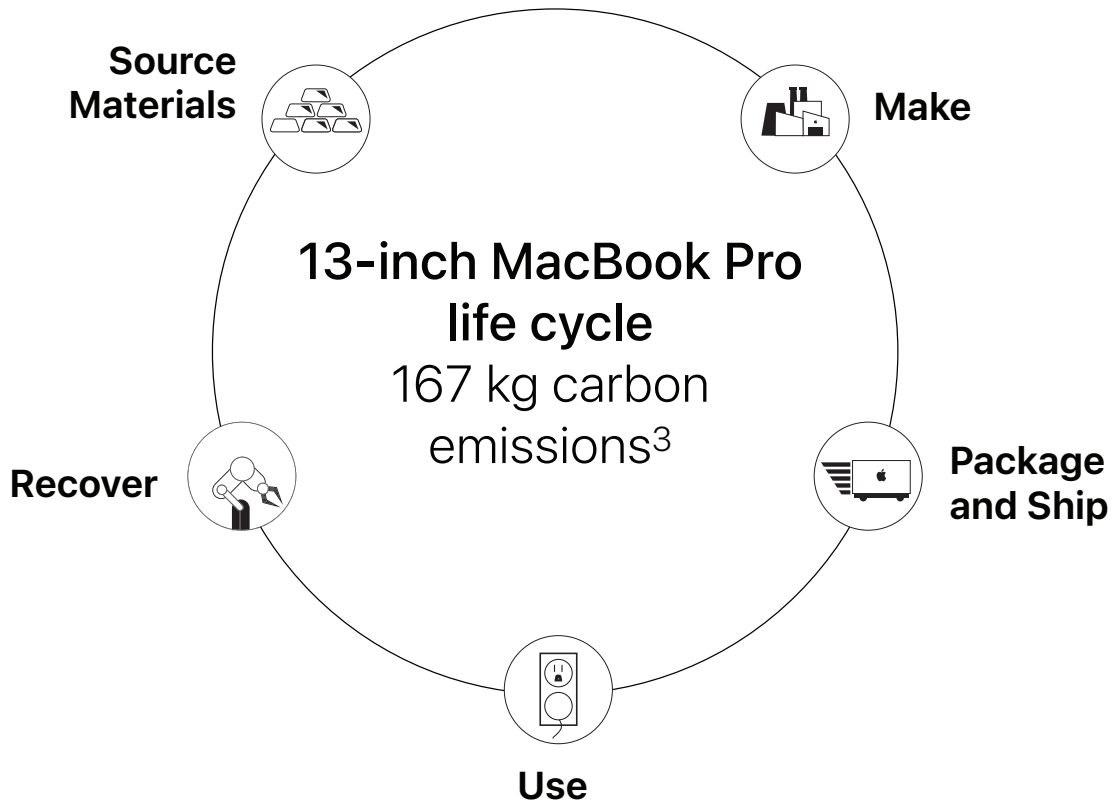 Source
Materials
Make
13-inch MacBook Pro
life cycle
167 kg carbon
emissions³
Recover
Package
and Ship
Use